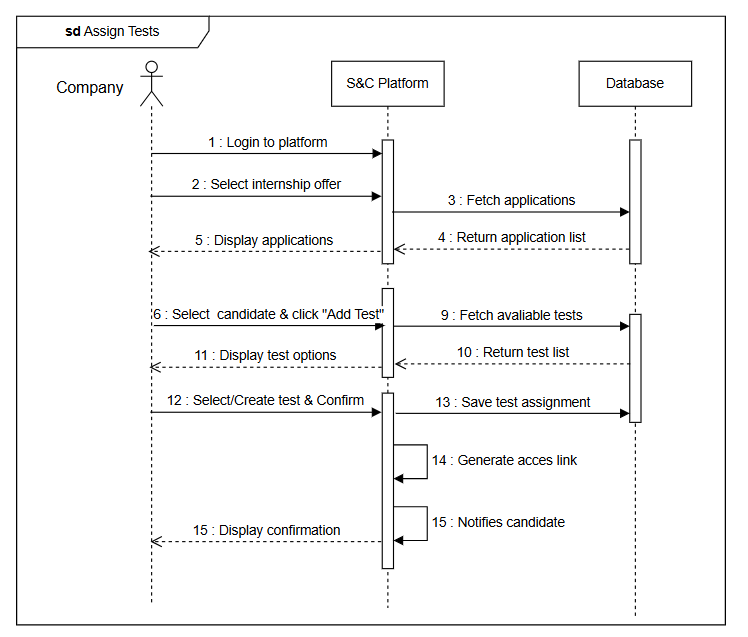 sd Assign Tests
Company
S&C Platform
Database
1 : Login to platform
2 : Select internship offer
3 : Fetch applications
4 : Return application list
5 : Display applications
6 : Select candidate & click "Add Test"
9 : Fetch avaliable tests
10 : Return test list
11 : Display test options
12 : Select/Create test & Confirm
13 : Save test assignment
14 : Generate acces link
15 : Notifies candidate
15 : Display confirmation